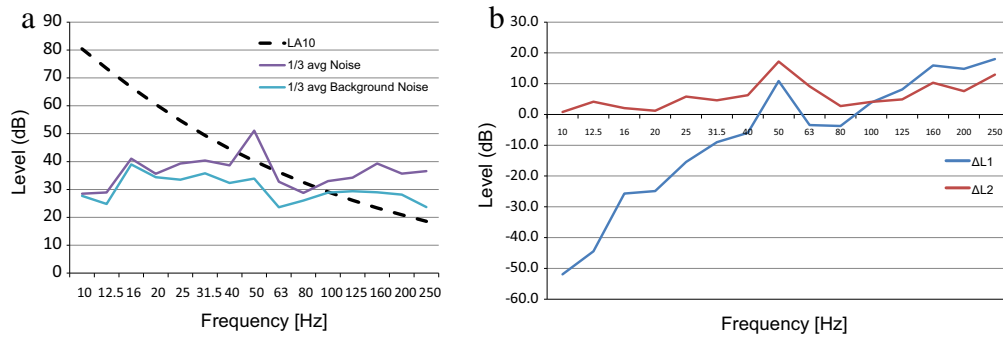 a
Level (dB)
90
80
70
60
50
40
30
20
10
0
LA10
1/3 avg Noise
1/3 avg Background Noise
10 12.5 16 20 25 31.5 40 50 63 80 100 125 160 200 250
Frequency [Hz]
b
Level (dB)
30.0
20.0
10.0
0.0
-10.0
-20.0
-30.0
-40.0
-50.0
-60.0
10 12.5 16 20 25 31.5 40 50 63 80 100 125 160 200 250
ΔL1
ΔL2
Frequency [Hz]